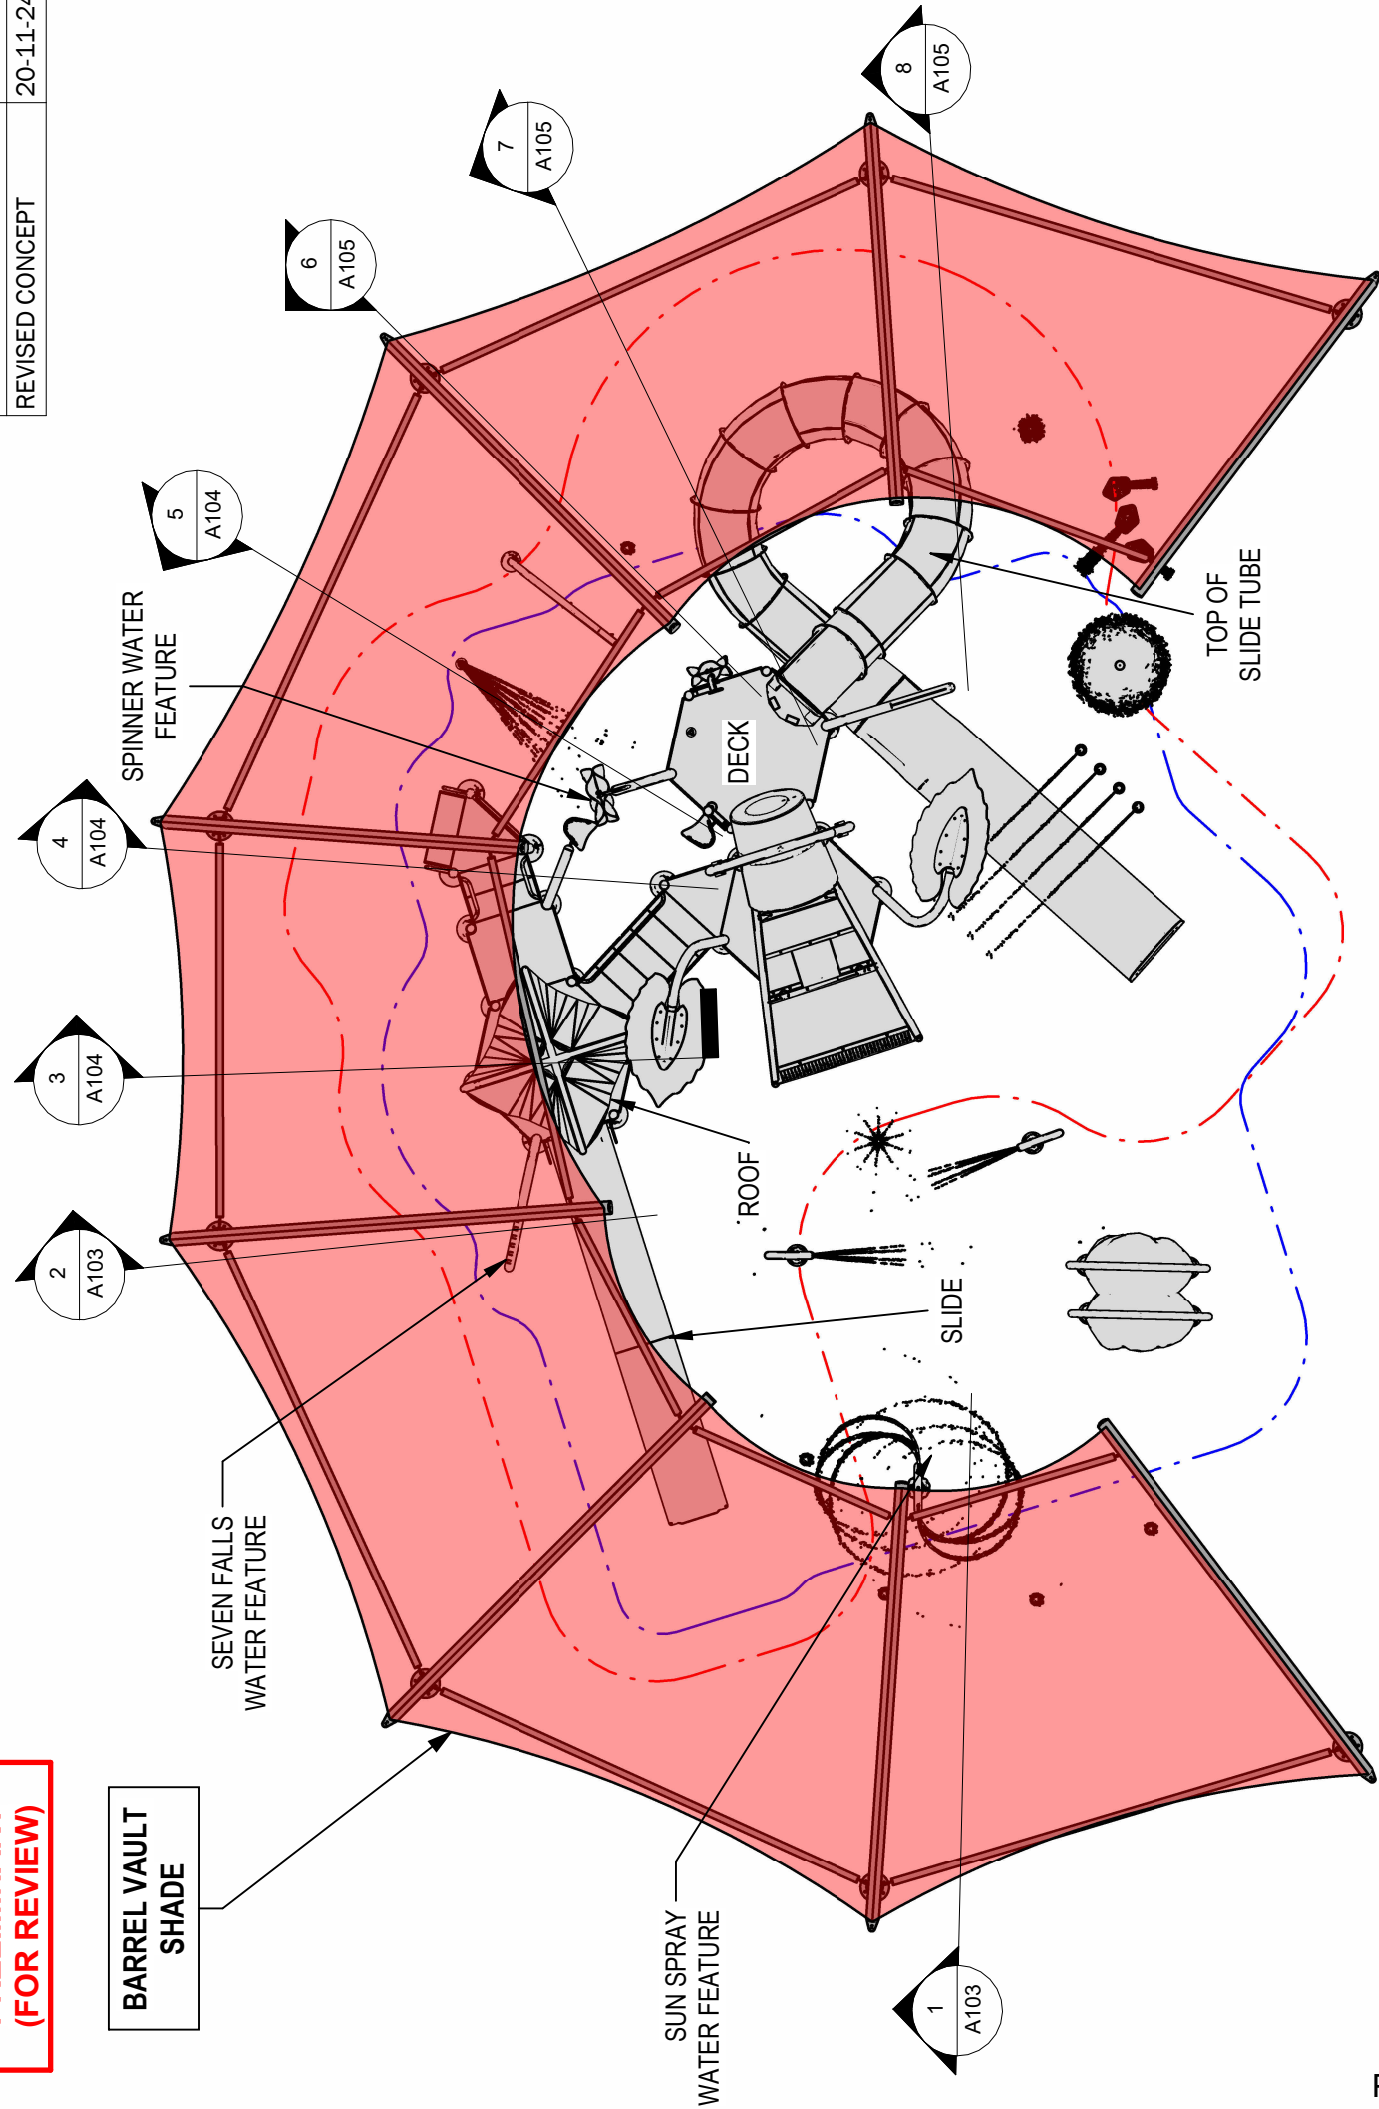 REVISED CONCEPT
20-11-24
(FOR REVIEW)
BARREL VAULT
SHADE
SEVEN FALLS
WATER FEATURE
SUN SPRAY
WATER FEATURE
SPINNER WATER
FEATURE
ROOF
SLIDE
DECK
TOP OF
SLIDE TUBE
1
A103
2
A103
3
A104
4
A104
5
A104
6
A105
7
A105
8
A105